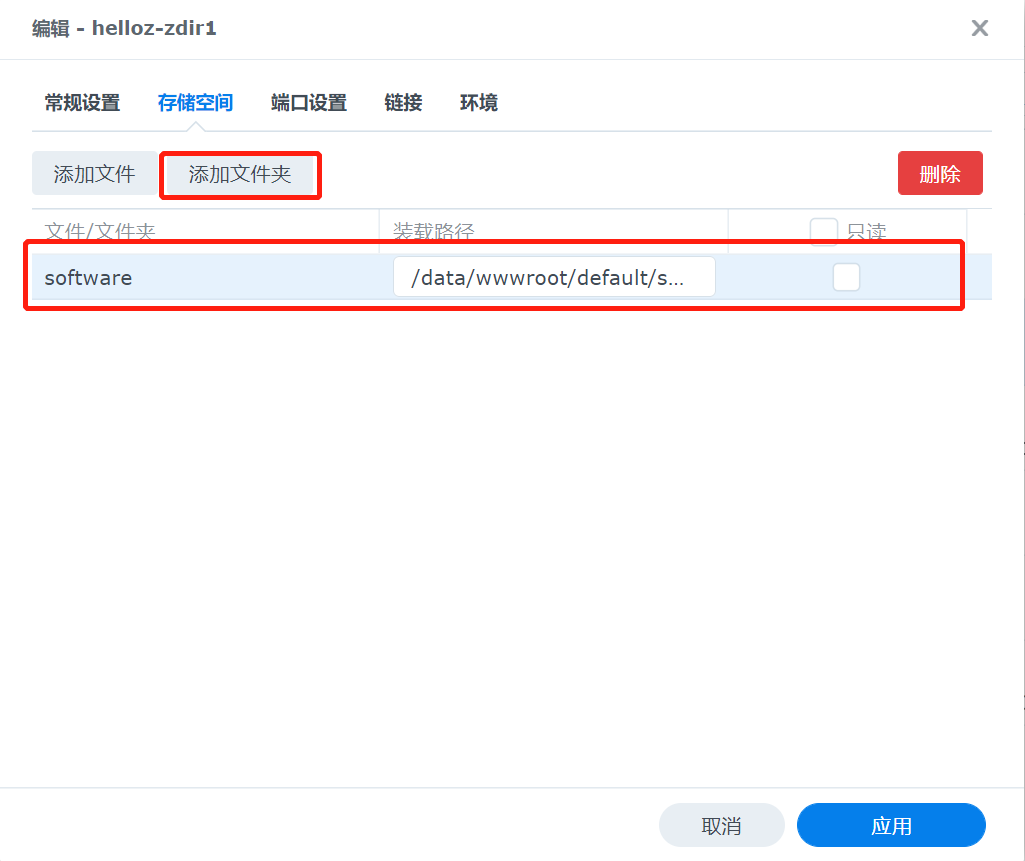 编辑 - helloz-zdir1
常规设置 存储空间 端口设置 链接 环境
添加文件 添加文件夹 删除
文件/文件夹 装载路径 只读
software /data/wwwroot/default/s...
取消 应用